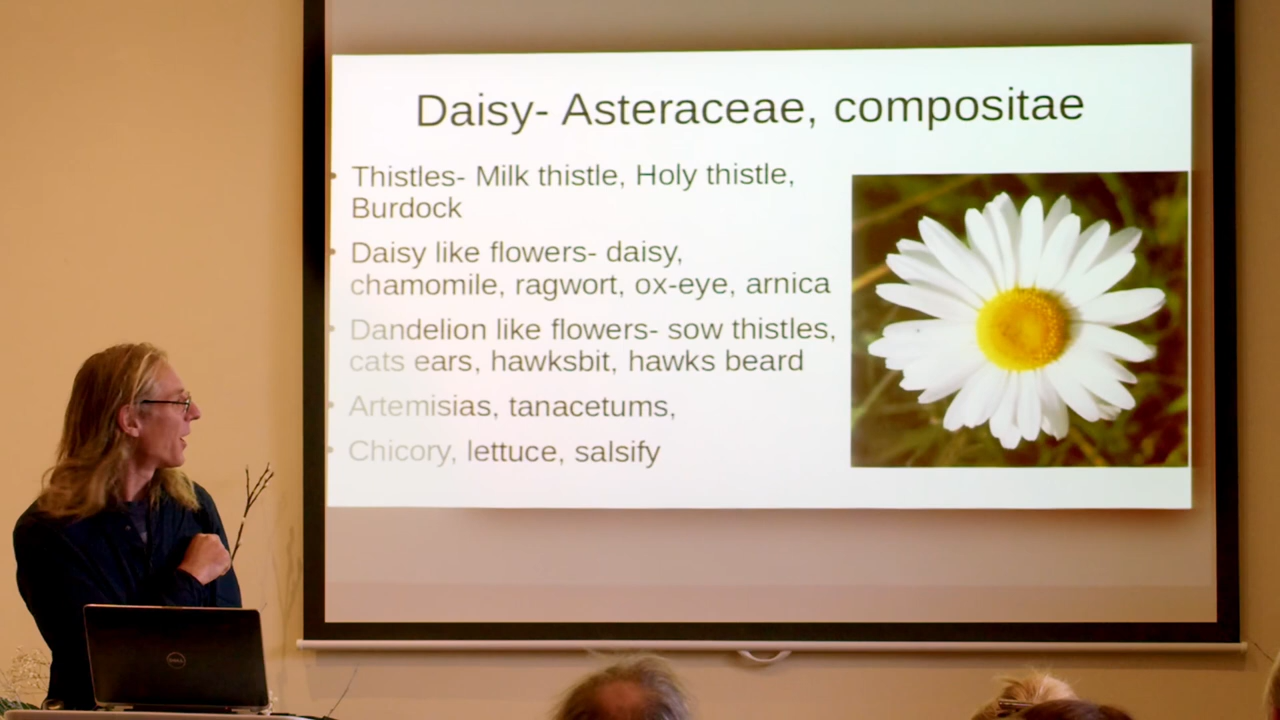 Daisy- Asteraceae, compositae
Thistles- Milk thistle, Holy thistle,
Burdock
Daisy like flowers- daisy,
chamomile, ragwort, ox-eye, arnica
Dandelion like flowers- sow thistles,
cats ears, hawksbit, hawks beard
Artemisias, tanacetums,
Chicory, lettuce, salsify
DELL